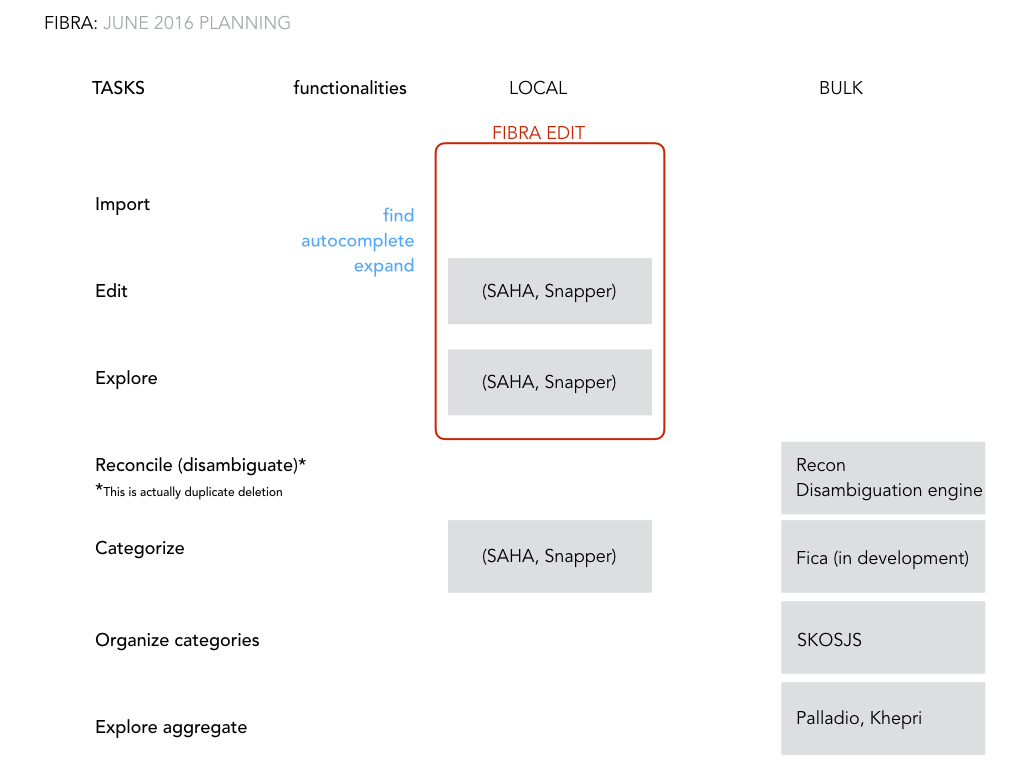 FIBRA: JUNE 2016 PLANNING
TASKS functionalities LOCAL BULK
FIBRA EDIT
Import
find
autocomplete
expand
Edit (SAHA, Snapper)
Explore (SAHA, Snapper)
Reconcile (disambiguate)* Recon
*This is actually duplicate deletion Disambiguation engine
Categorize (SAHA, Snapper) Fica (in development)
Organize categories SKOSJS
Explore aggregate Palladio, Khepri